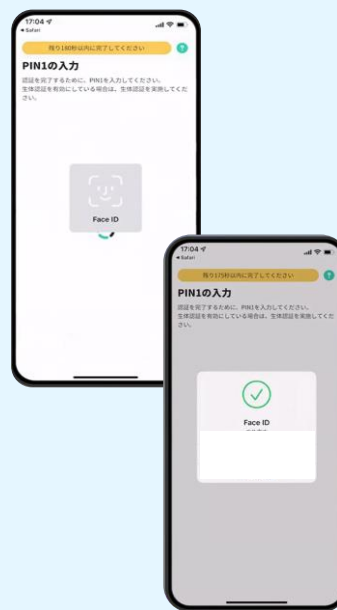 17:04
Safari
残り180秒以内に完了してください
PIN1の入力
認証を完了するために、PIN1を入力してください。
生体認証を有効にしている場合は、生体認証を実施してくだ
さい。
Face ID
17:04
Safari
残り175秒以内に完了してください
PIN1の入力
認証を完了するために、PIN1を入力してください。
生体認証を有効にしている場合は、生体認証を実施してくだ
さい。
Face ID